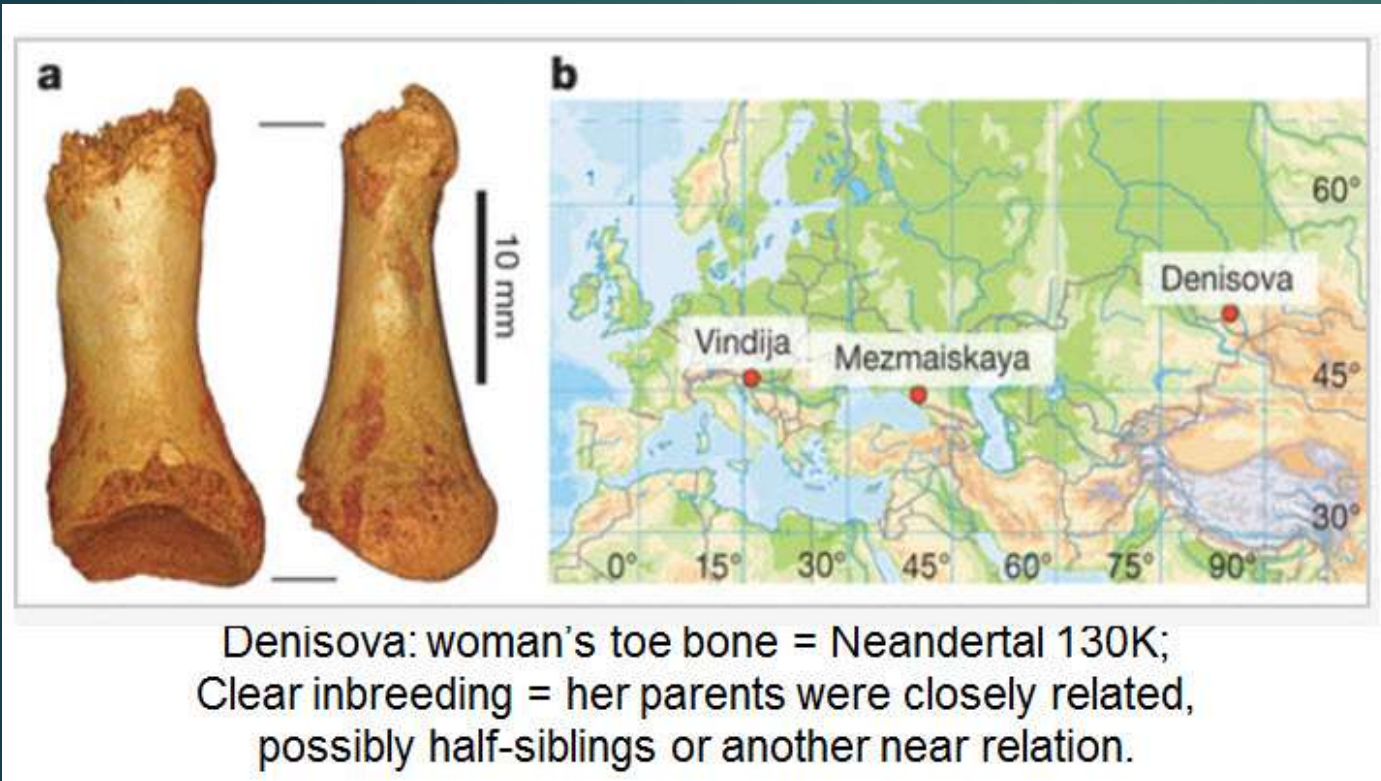 a
b
10 mm
60°
Denisova
Vindija
Mezmaiskaya
45°
30°
0° 15° 30° 45° 60° 75° 90°
Denisova: woman’s toe bone = Neandertal 130K;
Clear inbreeding = her parents were closely related,
possibly half-siblings or another near relation.